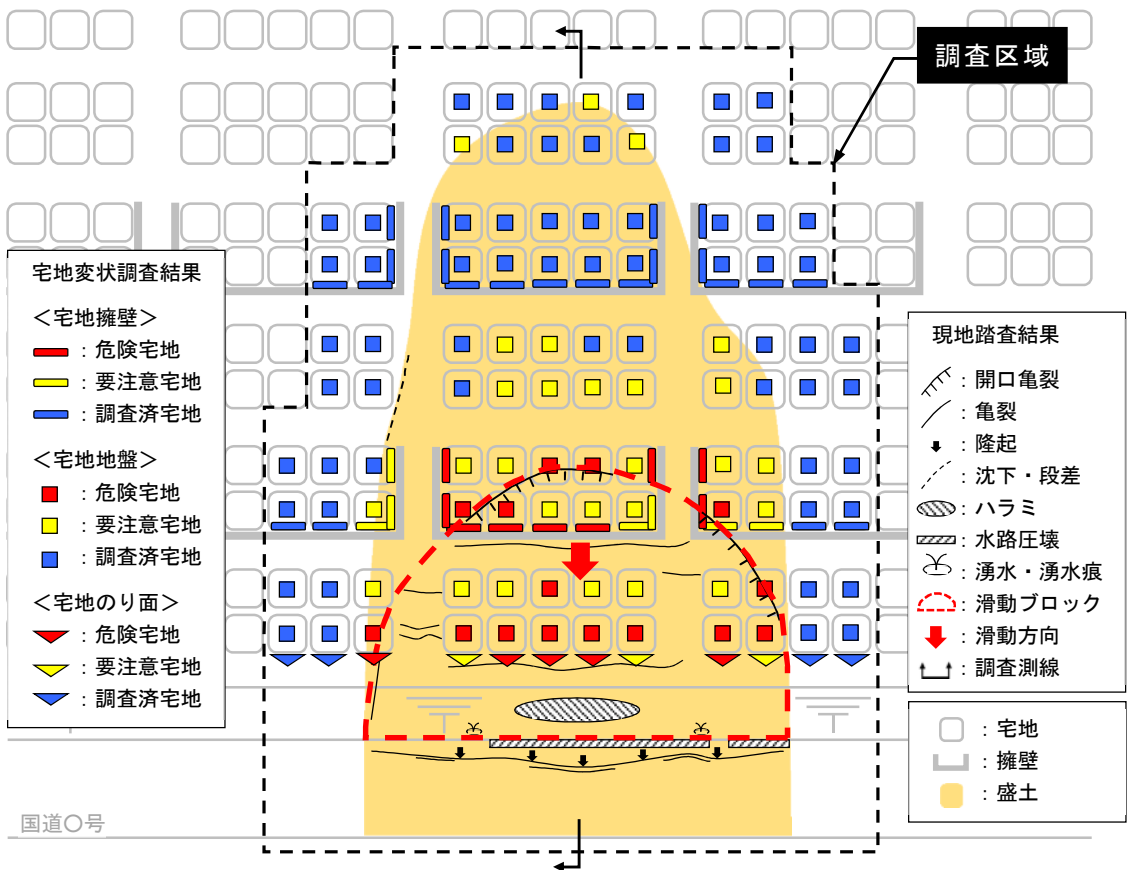 調査区域
宅地変状調査結果
＜宅地擁壁＞
：危険宅地
：要注意宅地
：調査済宅地
＜宅地地盤＞
：危険宅地
：要注意宅地
：調査済宅地
＜宅地のり面＞
：危険宅地
：要注意宅地
：調査済宅地
現地踏査結果
：開口亀裂
：亀裂
：隆起
：沈下・段差
：ハラミ
：水路圧壊
：湧水・湧水痕
：滑動ブロック
：滑動方向
：調査測線
：宅地
：擁壁
：盛土
国道〇号